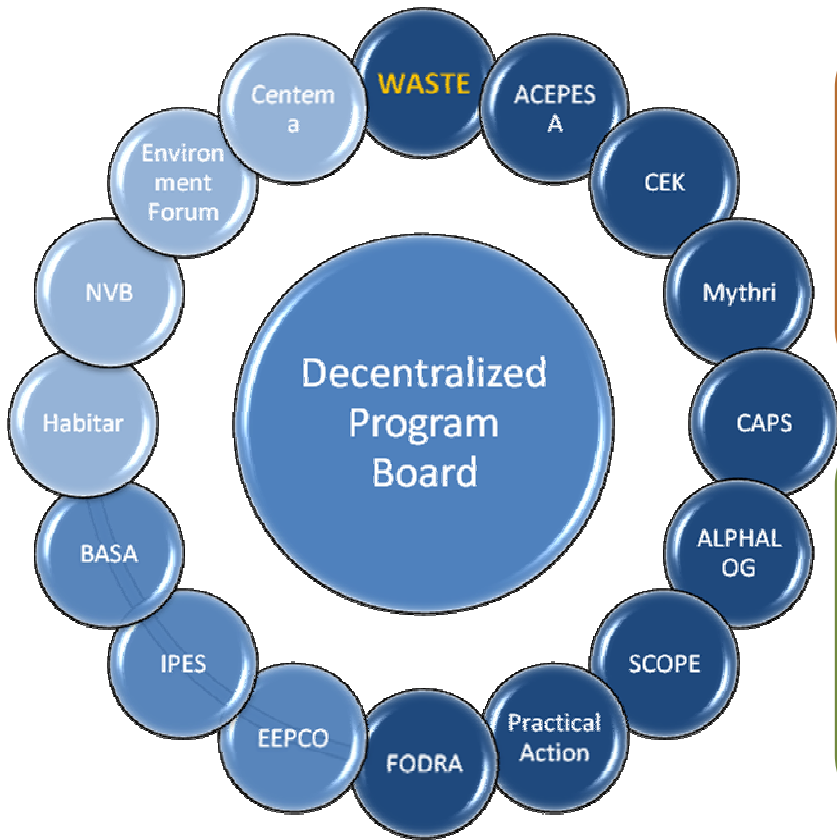 WASTE
ACEPES
A
CEK
Mythri
CAPS
ALPHAL
OG
SCOPE
Practical
Action
FODRA
EEPCO
IPES
BASA
Habitar
NVB
Environ
ment
Forum
Centem
a
Decentralized
Program
Board